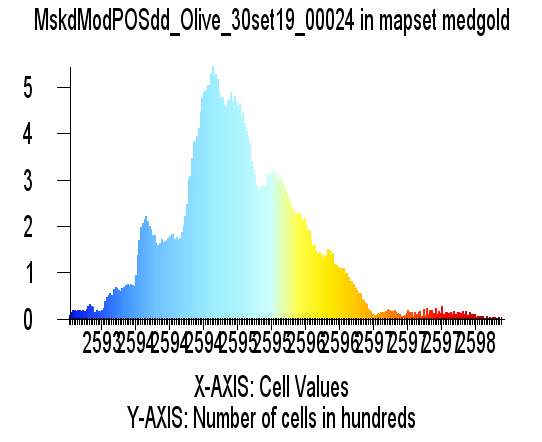 MskdModPOSdd_Olive_30set19_00024 in mapset medgold
5
4
3
2
1
0
2593 2594 2594 2594 2595 2595 2596 2596 2597 2597 2597 2598
X-AXIS: Cell Values
Y-AXIS: Number of cells in hundreds